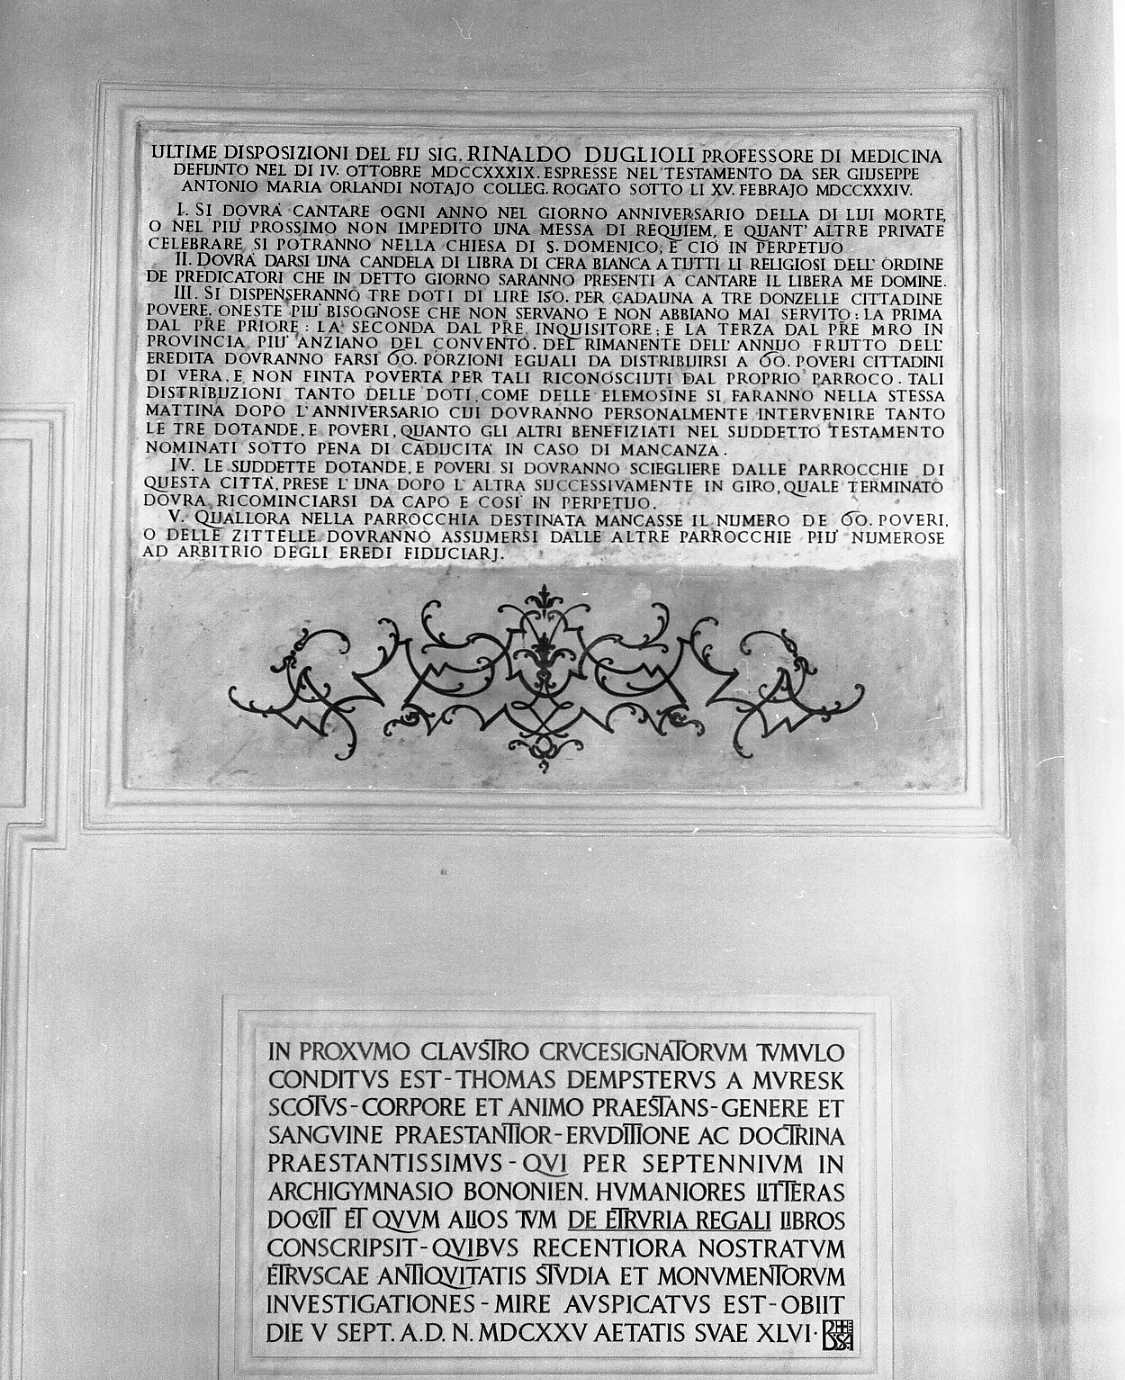 ULTIME DISPOSIZIONI DEL FU SIG. RINALDO DUGLIOLI PROFESSORE DI MEDICINA
DEFUNTO NEL DI IV. OTTOBRE MDCCXXXIX. ESPRESSE NEL TESTAMENTO DA SER GIUSEPPE
ANTONIO MARIA ORLANDI NOTAJO COLLEG. ROGATO SOTTO LI XV. FEBRAJO MDCCXXXIV.
I. SI DOVRÀ CANTARE OGNI ANNO NEL GIORNO ANNIVERSARIO DELLA DI LUI MORTE,
O NEL PIÙ PROSSIMO NON IMPEDITO UNA MESSA DI REQUIEM, E QUANT' ALTRE PRIVATE
CELEBRARE SI POTRANNO NELLA CHIESA DI S. DOMENICO, E CIÒ IN PERPETUO.
II. DOVRÀ DARSI UNA CANDELA DI LIBRA DI CERA BIANCA A TUTTI LI RELIGIOSI DELL' ORDINE
DE PREDICATORI CHE IN DETTO GIORNO SARANNO PRESENTI A CANTARE IL LIBERA ME DOMINE.
III. SI DISPENSERANNO TRE DOTI DI LIRE 150. PER CADAUNA A TRE DONZELLE CITTADINE
POVERE, ONESTE PIÙ BISOGNOSE CHE NON SERVANO E NON ABBIANO MAI SERVITO: LA PRIMA
DAL PRE PRIORE: LA SECONDA DAL PRE. INQUISITORE; E LA TERZA DAL PRE MRO IN
PROVINCIA PIU' ANZIANO DEL CONVENTO. DEL RIMANENTE DELL' ANNUO FRUTTO DELL'
EREDITÀ DOVRANNO FARSI 60. PORZIONI EGUALI DA DISTRIBUIRSI A 60. POVERI CITTADINI
DI VERA, E NON FINTA POVERTÀ PER TALI RICONOSCIUTI DAL PROPRIO PARROCO. TALI
DISTRIBUZIONI TANTO DELLE DOTI, COME DELLE ELEMOSINE SI FARANNO NELLA STESSA
MATTINA DOPO L'ANNIVERSARIO CUI DOVRANNO PERSONALMENTE INTERVENIRE TANTO
LE TRE DOTANDE, E POVERI, QUANTO GLI ALTRI BENEFIZIATI NEL SUDDETTO TESTAMENTO
NOMINATI SOTTO PENA DI CADUCITÀ IN CASO DI MANCANZA.
IV. LE SUDDETTE DOTANDE, E POVERI SI DOVRANNO SCIEGLIERE DALLE PARROCCHIE DI
QUESTA CITTÀ, PRESE L'UNA DOPO L'ALTRA SUCCESSIVAMENTE IN GIRO, QUALE TERMINATO
DOVRÀ RICOMINCIARSI DA CAPO E COSÌ IN PERPETUO.
V. QUALLORA NELLA PARROCCHIA DESTINATA MANCASSE IL NUMERO DE 60. POVERI,
O DELLE ZITTELLE DOVRANNO ASSUMERSI DALLE ALTRE PARROCCHIE PIU' NUMEROSE
AD ARBITRIO DEGLI EREDI FIDUCIARJ.
IN PROXVMO CLAVSTRO CRVCESIGNATORVM TVMVLO
CONDITVS EST-THOMAS DEMPSTERVS A MVRESK
SCOTVS-CORPORE ET ANIMO PRAESTANS-GENERE ET
SANGVINE PRAESTANTIOR-ERVDITIONE AC DOCTRINA
PRAESTANTISSIMVS-QVI PER SEPTENNIVM IN
ARCHIGYMNASIO BONONIEN. HVMANIORES LITTERAS
DOCVIT ET QVVM ALIOS TVM DE ETRVRIA REGALI LIBROS
CONSCRIPSIT-QVIBVS RECENTIORA NOSTRATVM
ETRVSCAE ANTIQVITATIS STVDIA ET MONVMENTORVM
INVESTIGATIONES-MIRE AVSPICATVS EST-OBIIT
DIE V SEPT. A.D. N. MDCXXV AETATIS SVAE XLVI·